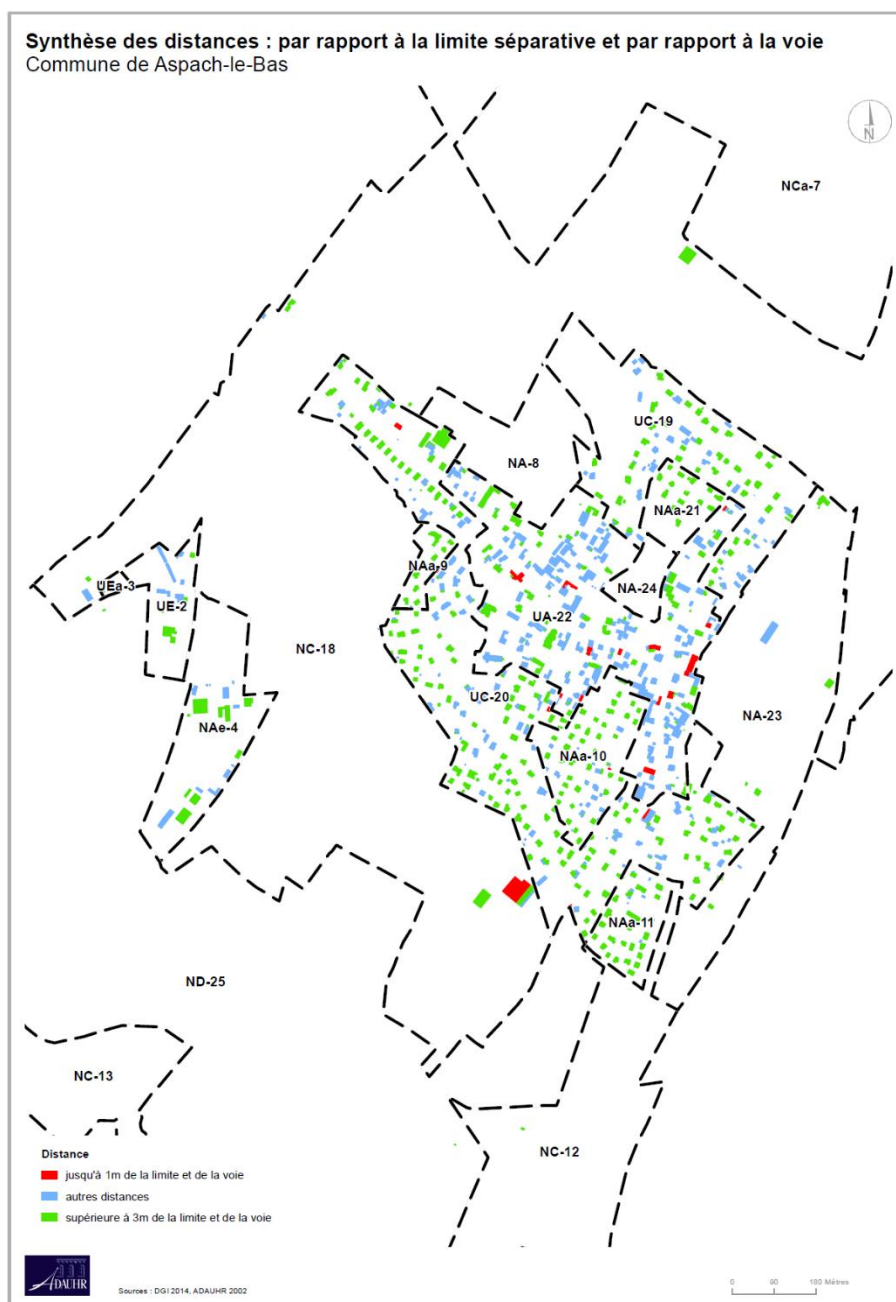 Synthèse des distances : par rapport à la limite séparative et par rapport à la voie
Commune de Aspach-le-Bas
N
NCa-7
UC-19
NA-8
NAa-21
NAa-9
UEa-3
NA-24
UE-2
UA-22
NC-18
UC-20
NA-23
NAe-4
NAa-10
NAa-11
ND-25
NC-13
NC-12
Distance
jusqu'à 1m de la limite et de la voie
autres distances
supérieure à 3m de la limite et de la voie
ADAUHR
Sources : DGI 2014, ADAUHR 2002
0 90 180 Mètres